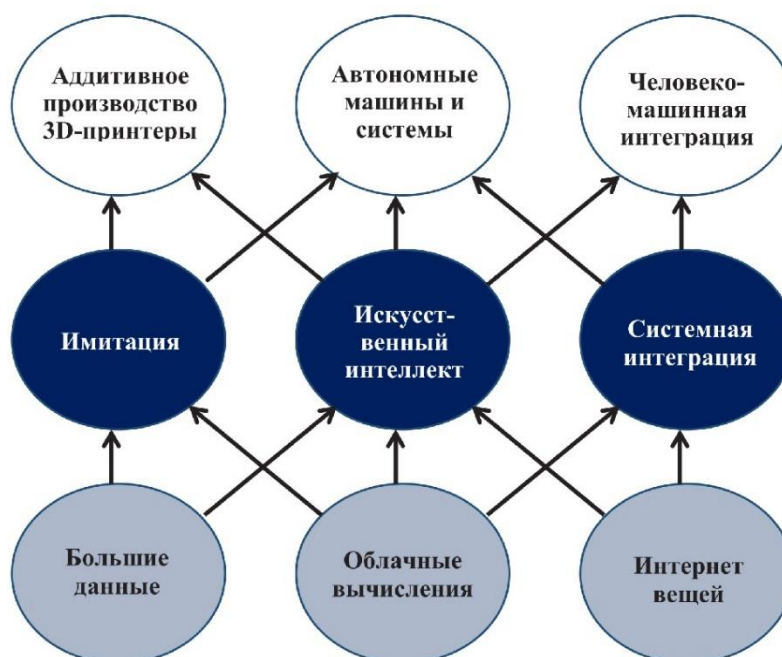 Аддитивное
производство
3D-принтеры
Автономные
машины и
системы
Человеко-
машинная
интеграция
Имитация
Искусст-
венный
интеллект
Системная
интеграция
Большие
данные
Облачные
вычисления
Интернет
вещей